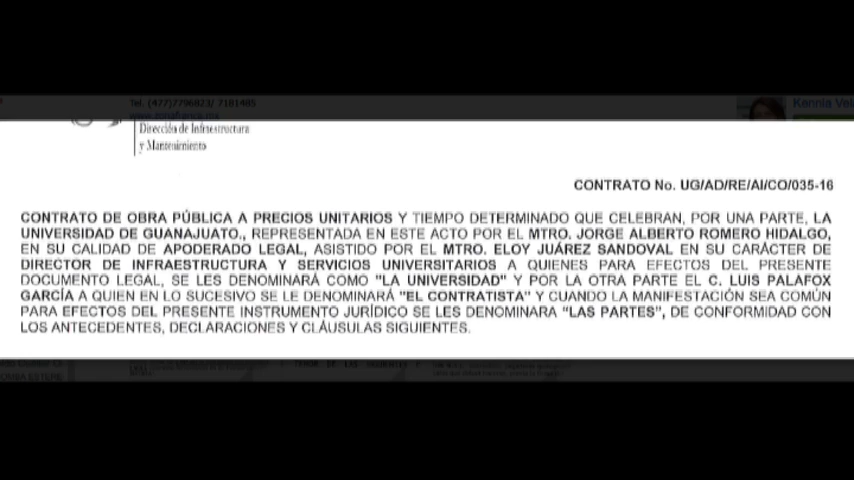 Tel. (477)7796823/ 7181485
Kennia Vel
Dirección de Infraestructura
y Mantenimiento
CONTRATO No. UG/AD/RE/AI/CO/035-16
CONTRATO DE OBRA PÚBLICA A PRECIOS UNITARIOS Y TIEMPO DETERMINADO QUE CELEBRAN, POR UNA PARTE, LA
UNIVERSIDAD DE GUANAJUATO., REPRESENTADA EN ESTE ACTO POR EL MTRO. JORGE ALBERTO ROMERO HIDALGO,
EN SU CALIDAD DE APODERADO LEGAL, ASISTIDO POR EL MTRO. ELOY JUÁREZ SANDOVAL EN SU CARÁCTER DE
DIRECTOR DE INFRAESTRUCTURA Y SERVICIOS UNIVERSITARIOS A QUIENES PARA EFECTOS DEL PRESENTE
DOCUMENTO LEGAL, SE LES DENOMINARÁ COMO "LA UNIVERSIDAD" Y POR LA OTRA PARTE EL C. LUIS PALAFOX
GARCÍA A QUIEN EN LO SUCESIVO SE LE DENOMINARÁ "EL CONTRATISTA" Y CUANDO LA MANIFESTACIÓN SEA COMÚN
PARA EFECTOS DEL PRESENTE INSTRUMENTO JURÍDICO SE LES DENOMINARA "LAS PARTES", DE CONFORMIDAD CON
LOS ANTECEDENTES, DECLARACIONES Y CLÁUSULAS SIGUIENTES.